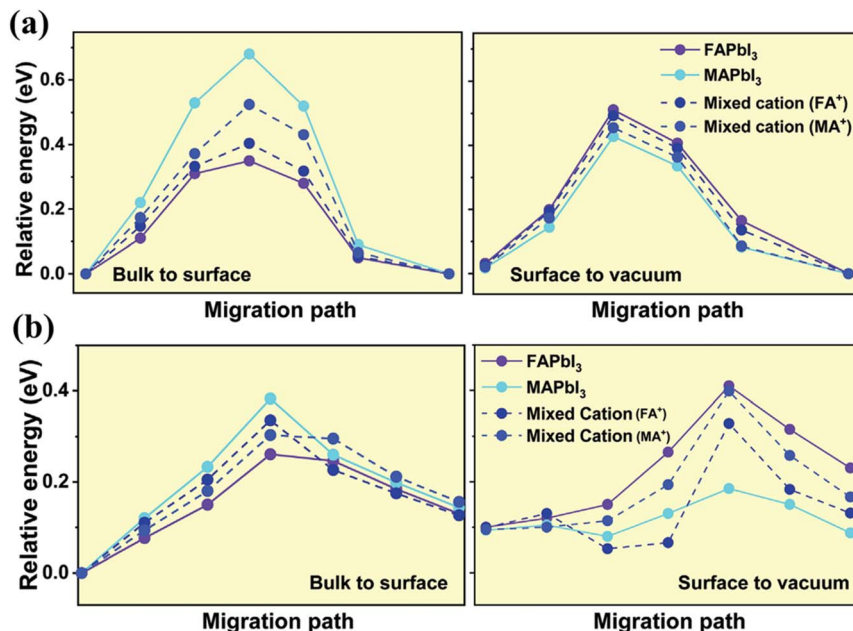 (a)
Relative energy (eV)
0.6
0.4
0.2
0.0
Bulk to surface
Migration path
FAPbI₃
MAPbI₃
Mixed cation (FA⁺)
Mixed cation (MA⁺)
Surface to vacuum
Migration path
(b)
Relative energy (eV)
0.4
0.2
0.0
Bulk to surface
Migration path
FAPbI₃
MAPbI₃
Mixed Cation (FA⁺)
Mixed Cation (MA⁺)
Surface to vacuum
Migration path